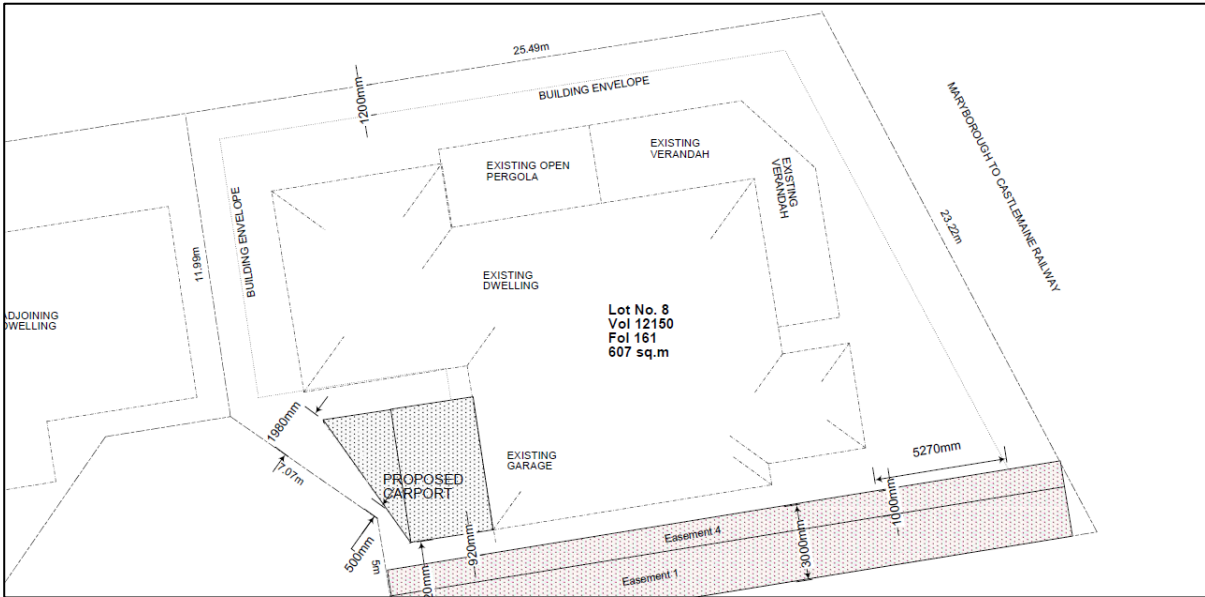 25.49m
1200mm
BUILDING ENVELOPE
MARYBOROUGH TO CASTLEMAINE RAILWAY
EXISTING OPEN
PERGOLA
EXISTING
VERANDAH
EXISTING
VERANDAH
BUILDING ENVELOPE
11.99m
23.22m
EXISTING
DWELLING
ADJOINING
DWELLING
Lot No. 8
Vol 12150
Fol 161
607 sq.m
1980mm
7.07m
PROPOSED
CARPORT
EXISTING
GARAGE
5270mm
1000mm
500mm
5m
920mm
Easement 4
3000mm
Easement 1